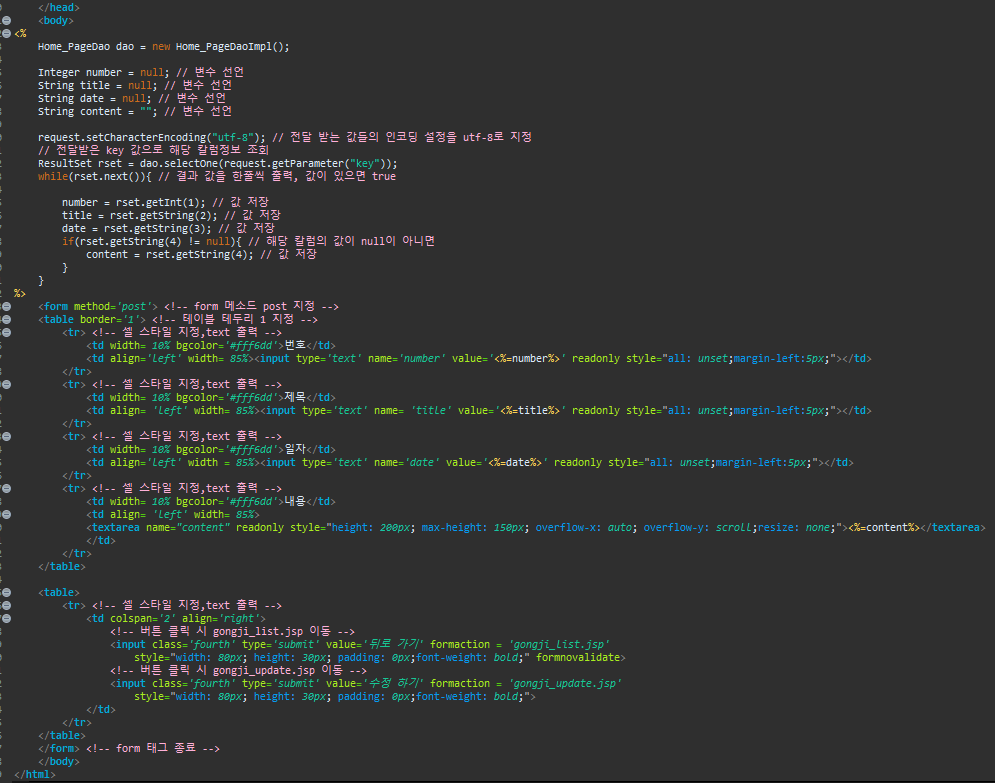 </head>
<body>
<%
Home_PageDao dao = new Home_PageDaoImpl();
Integer number = null; // 변수 선언
String title = null; // 변수 선언
String date = null; // 변수 선언
String content = ""; // 변수 선언
request.setCharacterEncoding("utf-8"); // 전달 받는 값들의 인코딩 설정을 utf-8로 지정
// 전달받은 key 값으로 해당 칼럼정보 조회
ResultSet rset = dao.selectOne(request.getParameter("key"));
while(rset.next()){ // 결과 값을 한줄씩 출력, 값이 있으면 true
number = rset.getInt(1); // 값 저장
title = rset.getString(2); // 값 저장
date = rset.getString(3); // 값 저장
if(rset.getString(4) != null){ // 해당 칼럼의 값이 null이 아니면
content = rset.getString(4); // 값 저장
}
}
%>
<form method='post'> <!-- form 메소드 post 지정 -->
<table border='1'> <!-- 테이블 테두리 1 지정 -->
<tr> <!-- 셀 스타일 지정,text 출력 -->
<td width= 10% bgcolor='#fff6dd'>번호</td>
<td align='left' width= 85%><input type='text' name='number' value='<%=number%>' readonly style="all: unset;margin-left:5px;"></td>
</tr>
<tr> <!-- 셀 스타일 지정,text 출력 -->
<td width= 10% bgcolor='#fff6dd'>제목</td>
<td align= 'left' width= 85%><input type='text' name= 'title' value='<%=title%>' readonly style="all: unset;margin-left:5px;"></td>
</tr>
<tr> <!-- 셀 스타일 지정,text 출력 -->
<td width= 10% bgcolor='#fff6dd'>일자</td>
<td align='left' width = 85%><input type='text' name='date' value='<%=date%>' readonly style="all: unset;margin-left:5px;"></td>
</tr>
<tr> <!-- 셀 스타일 지정,text 출력 -->
<td width= 10% bgcolor='#fff6dd'>내용</td>
<td align= 'left' width= 85%>
<textarea name="content" readonly style="height: 200px; max-height: 150px; overflow-x: auto; overflow-y: scroll;resize: none;"><%=content%></textarea>
</td>
</tr>
</table>
<table>
<tr> <!-- 셀 스타일 지정,text 출력 -->
<td colspan='2' align='right'>
<!-- 버튼 클릭 시 gongji_list.jsp 이동 -->
<input class='fourth' type='submit' value='뒤로 가기' formaction = 'gongji_list.jsp'
style="width: 80px; height: 30px; padding: 0px;font-weight: bold;" formnovalidate>
<!-- 버튼 클릭 시 gongji_update.jsp 이동 -->
<input class='fourth' type='submit' value='수정 하기' formaction = 'gongji_update.jsp'
style="width: 80px; height: 30px; padding: 0px;font-weight: bold;">
</td>
</tr>
</table>
</form> <!-- form 태그 종료 -->
</body>
</html>